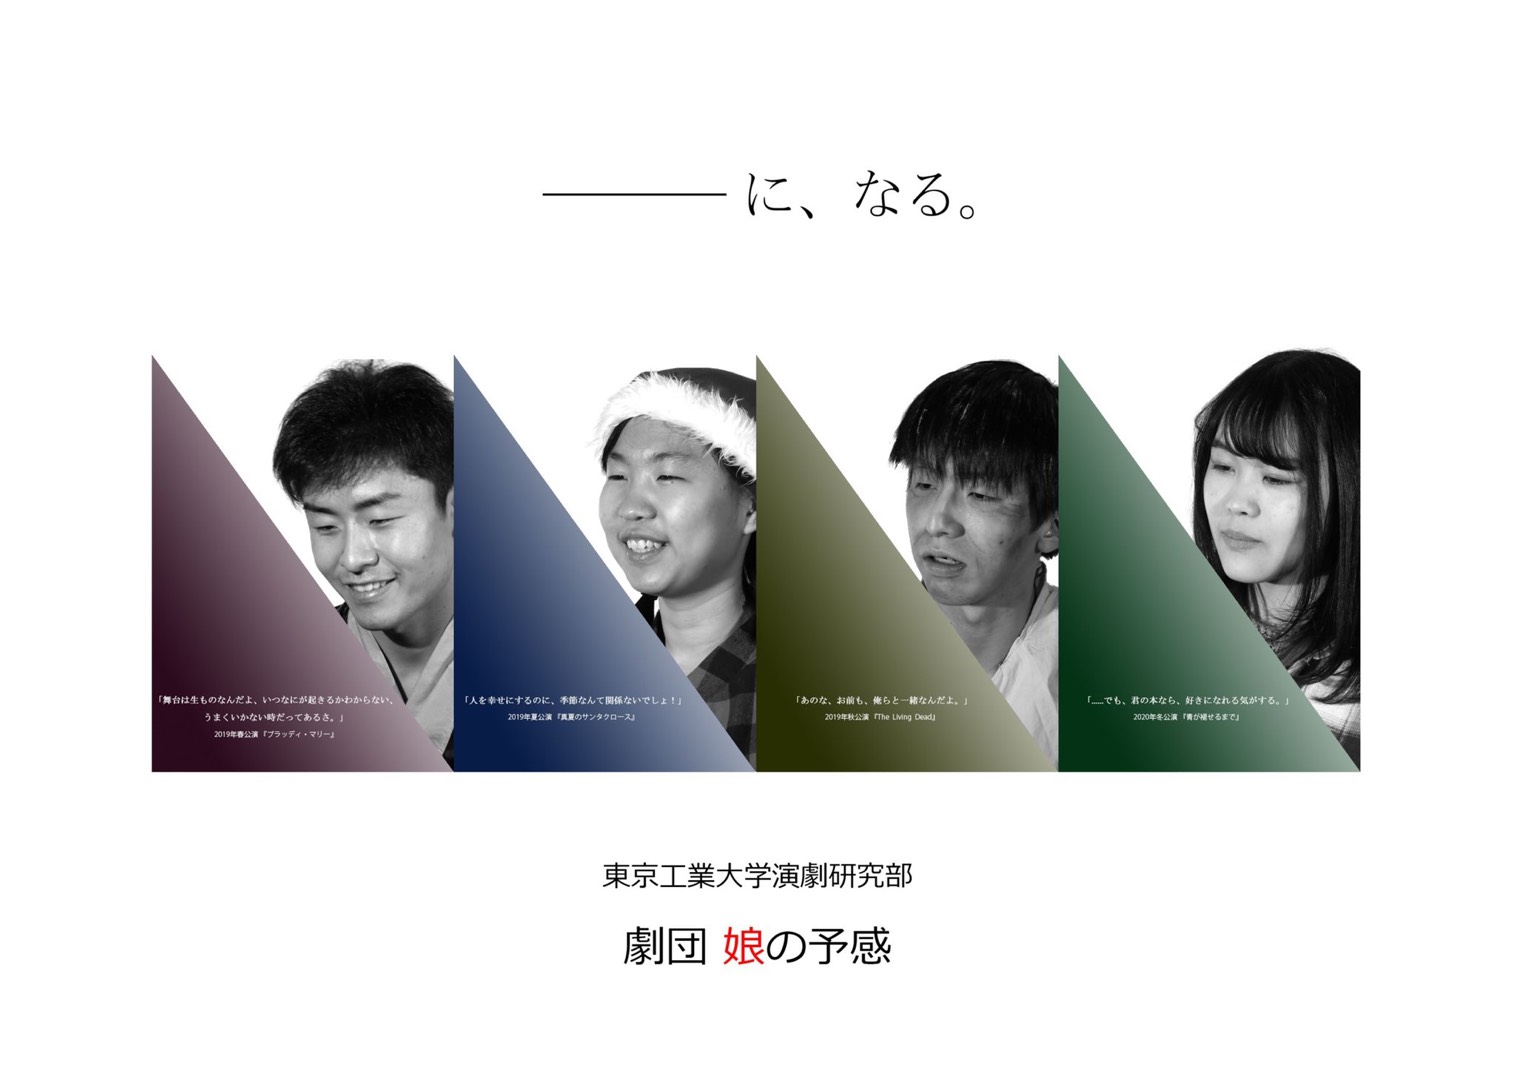 ――― に、なる。
「舞台は生ものなんだよ、いつなにが起きるかわからない、
うまくいかない時だってあるさ。」
2019年春公演 『ブラッディ・マリー』
「人を幸せにするのに、季節なんて関係ないでしょ！」
2019年夏公演 『真夏のサンタクロース』
「あのな、お前も、俺らと一緒なんだよ。」
2019年秋公演 『The Living Dead』
「......でも、君の本なら、好きになれる気がする。」
2020年冬公演 『青が褪せるまで』
東京工業大学演劇研究部
劇団 娘の予感